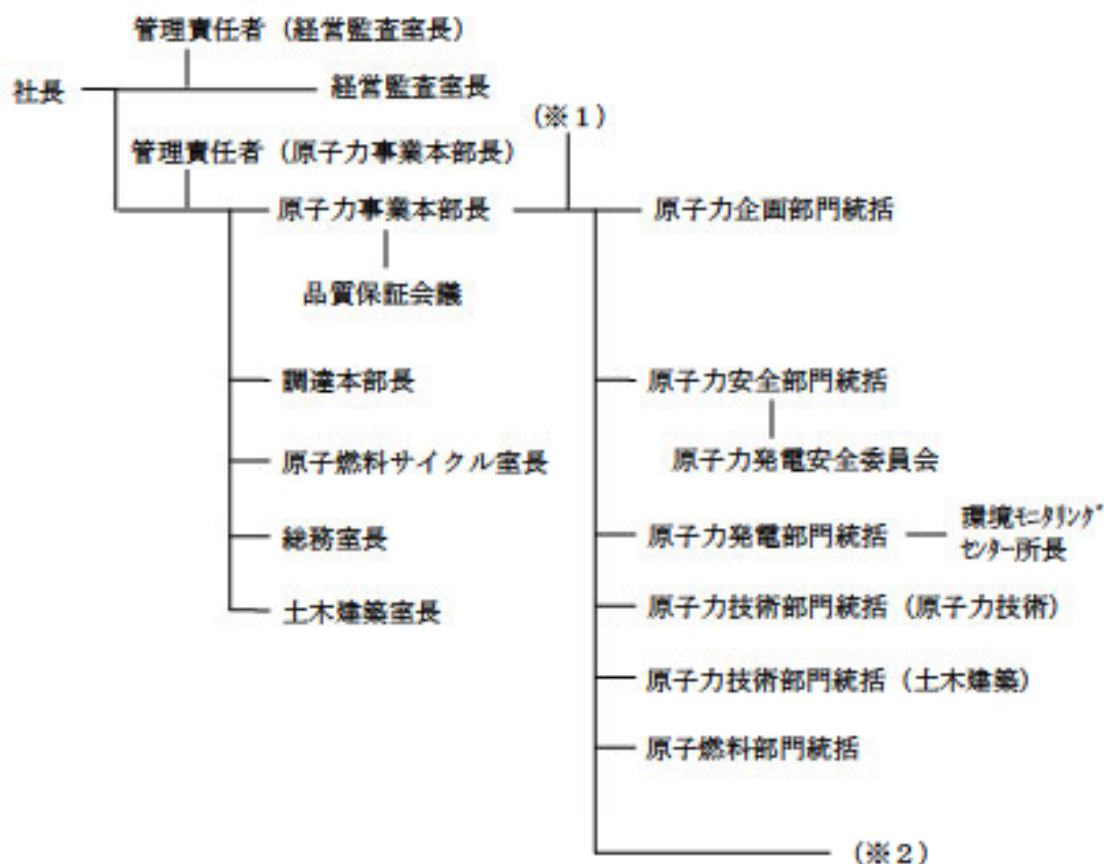 管理責任者（経営監査室長）
社長
経営監査室長
（※１）
管理責任者（原子力事業本部長）
原子力事業本部長
原子力企画部門統括
品質保証会議
調達本部長
原子力安全部門統括
原子力発電安全委員会
原子燃料サイクル室長
総務室長
原子力発電部門統括
環境ﾓﾆﾀﾘﾝｸﾞ
ｾﾝﾀｰ所長
土木建築室長
原子力技術部門統括（原子力技術）
原子力技術部門統括（土木建築）
原子燃料部門統括
（※２）